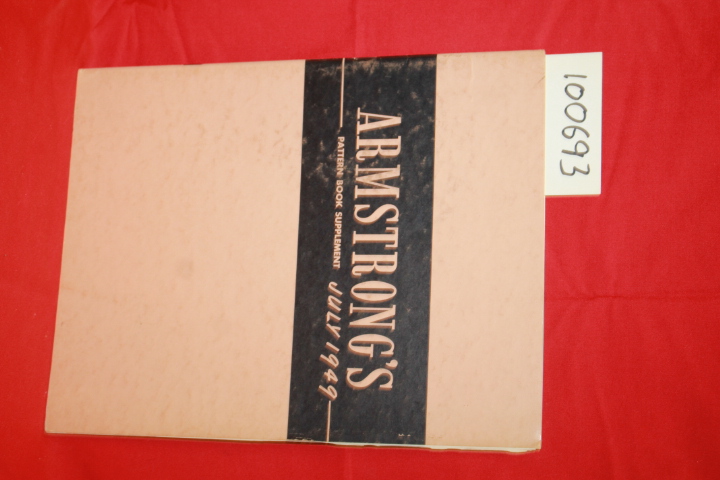 100693
ARMSTRONG'S
PATTERN BOOK SUPPLEMENT JULY 1949